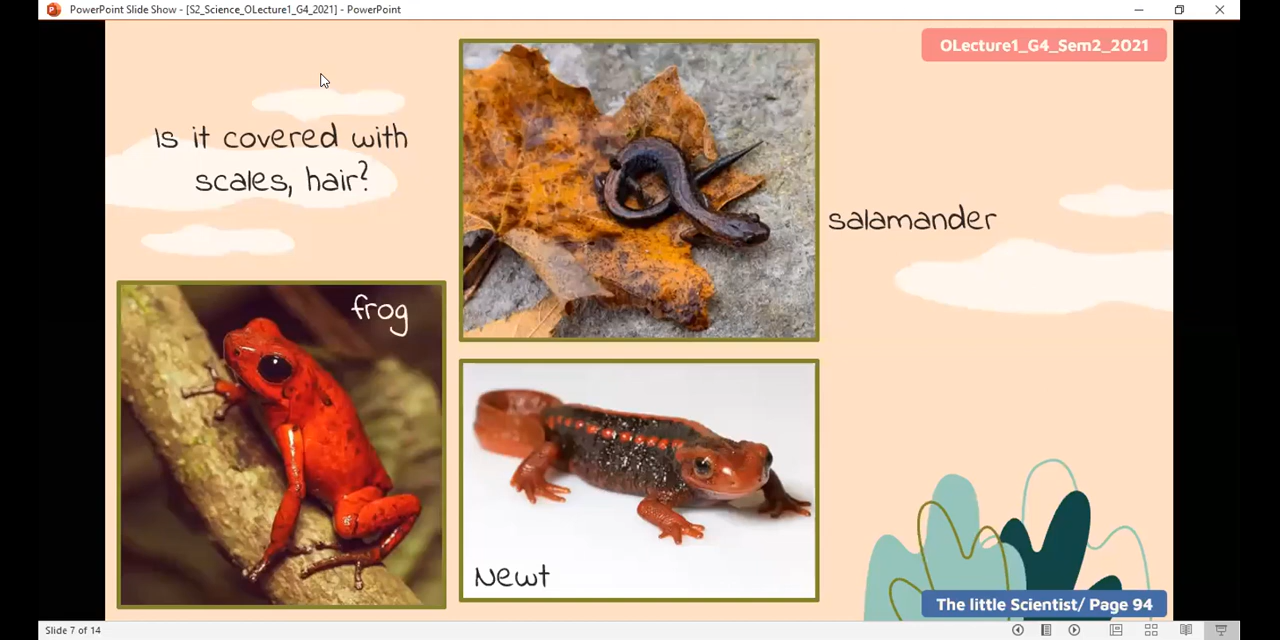 PowerPoint Slide Show - [S2_Science_OLecture1_G4_2021] - PowerPoint
OLecture1_G4_Sem2_2021
Is it covered with
scales, hair?
salamander
frog
Newt
The little Scientist/ Page 94
Slide 7 of 14